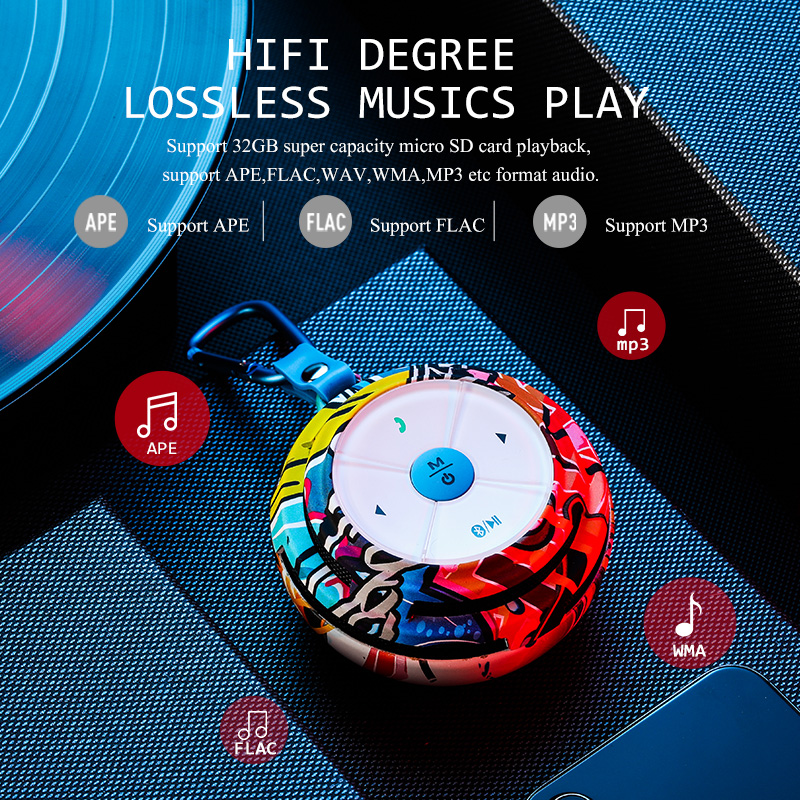 HIFI DEGREE
LOSSLESS MUSICS PLAY
Support 32GB super capacity micro SD card playback,
support APE,FLAC,WAV,WMA,MP3 etc format audio.
APE Support APE FLAC Support FLAC MP3 Support MP3
mp3
APE
M
WMA
FLAC